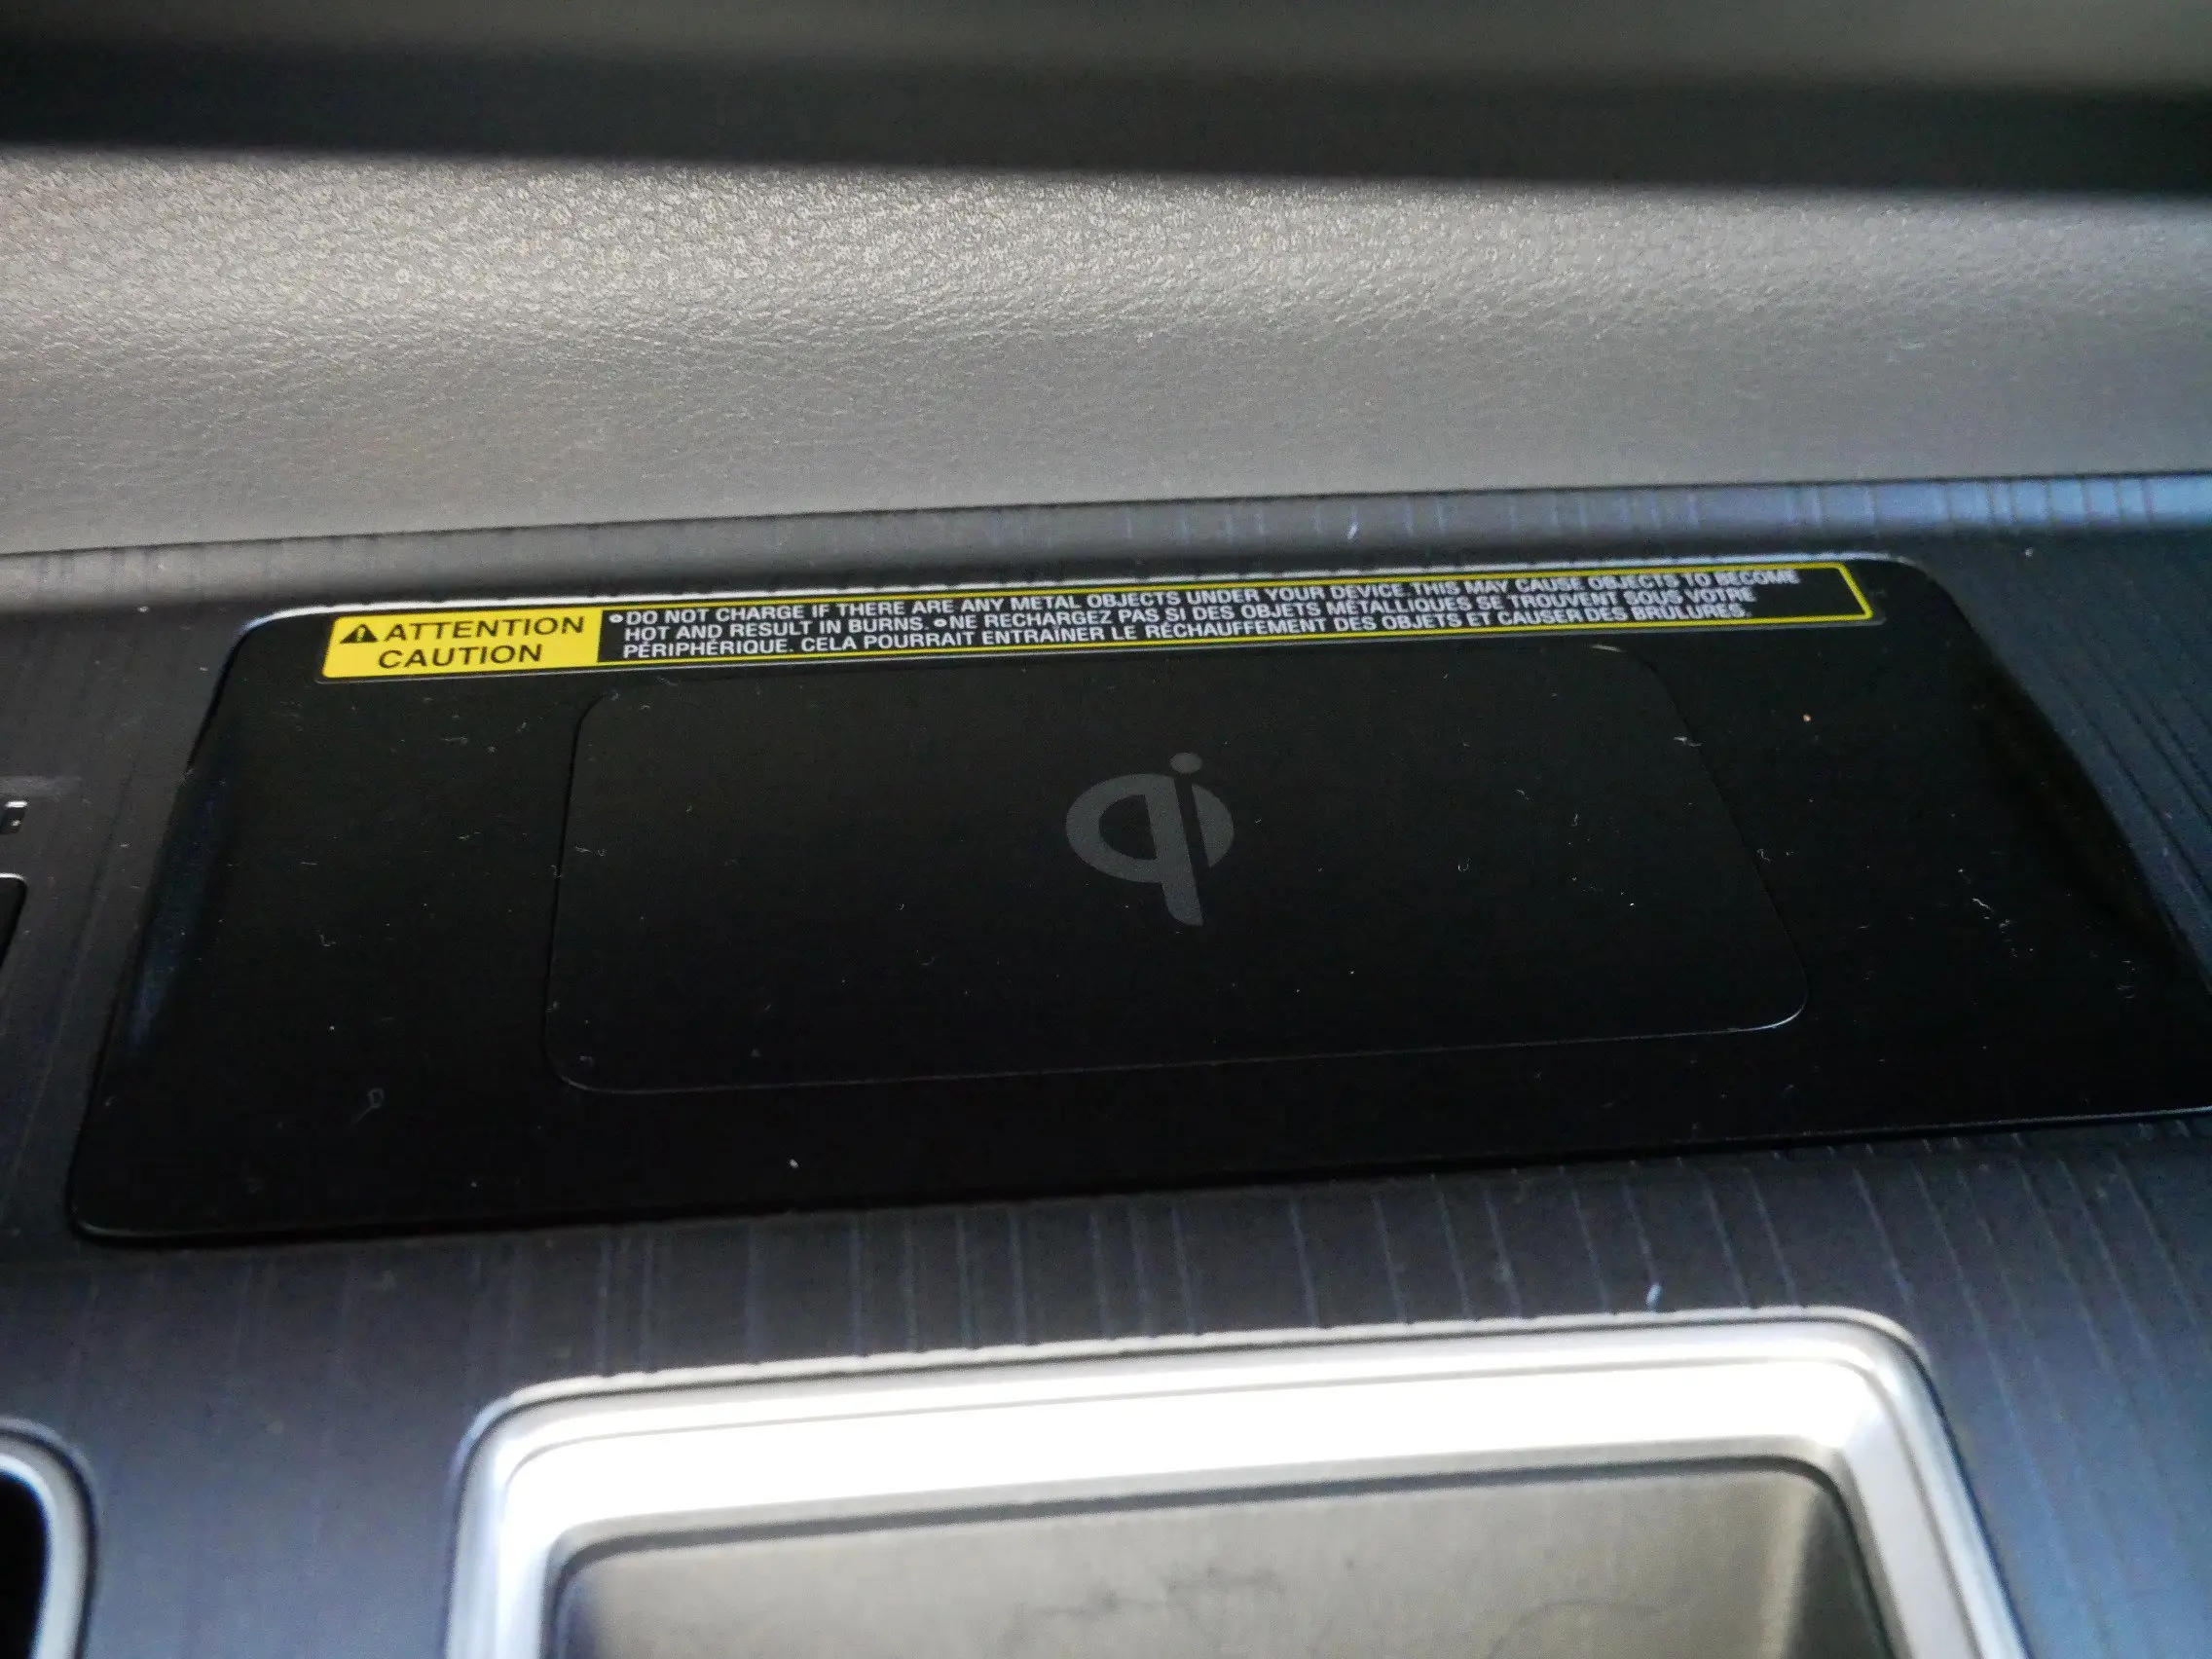 ATTENTION
CAUTION
•DO NOT CHARGE IF THERE ARE ANY METAL OBJECTS UNDER YOUR DEVICE. THIS MAY CAUSE OBJECTS TO BECOME
HOT AND RESULT IN BURNS. •NE RECHARGEZ PAS SI DES OBJETS MÉTALLIQUES SE TROUVENT SOUS VOTRE
PÉRIPHÉRIQUE. CELA POURRAIT ENTRAÎNER LE RÉCHAUFFEMENT DES OBJETS ET CAUSER DES BRÛLURES.
qi